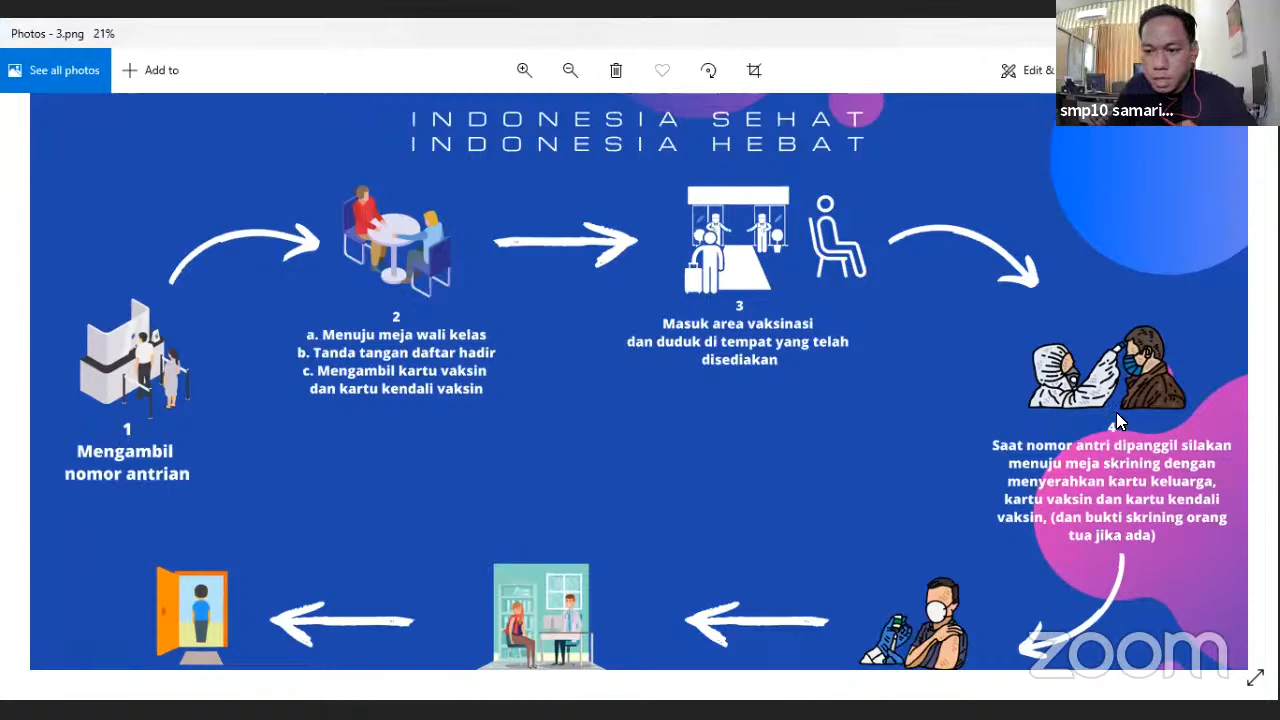 Photos - 3.png 21%
See all photos
Add to
Edit &
smp10 samari...
INDONESIA SEHAT
INDONESIA HEBAT
1
Mengambil
nomor antrian
2
a. Menuju meja wali kelas
b. Tanda tangan daftar hadir
c. Mengambil kartu vaksin
dan kartu kendali vaksin
3
Masuk area vaksinasi
dan duduk di tempat yang telah
disediakan
4
Saat nomor antri dipanggil silakan
menuju meja skrining dengan
menyerahkan kartu keluarga,
kartu vaksin dan kartu kendali
vaksin, (dan bukti skrining orang
tua jika ada)
zoom